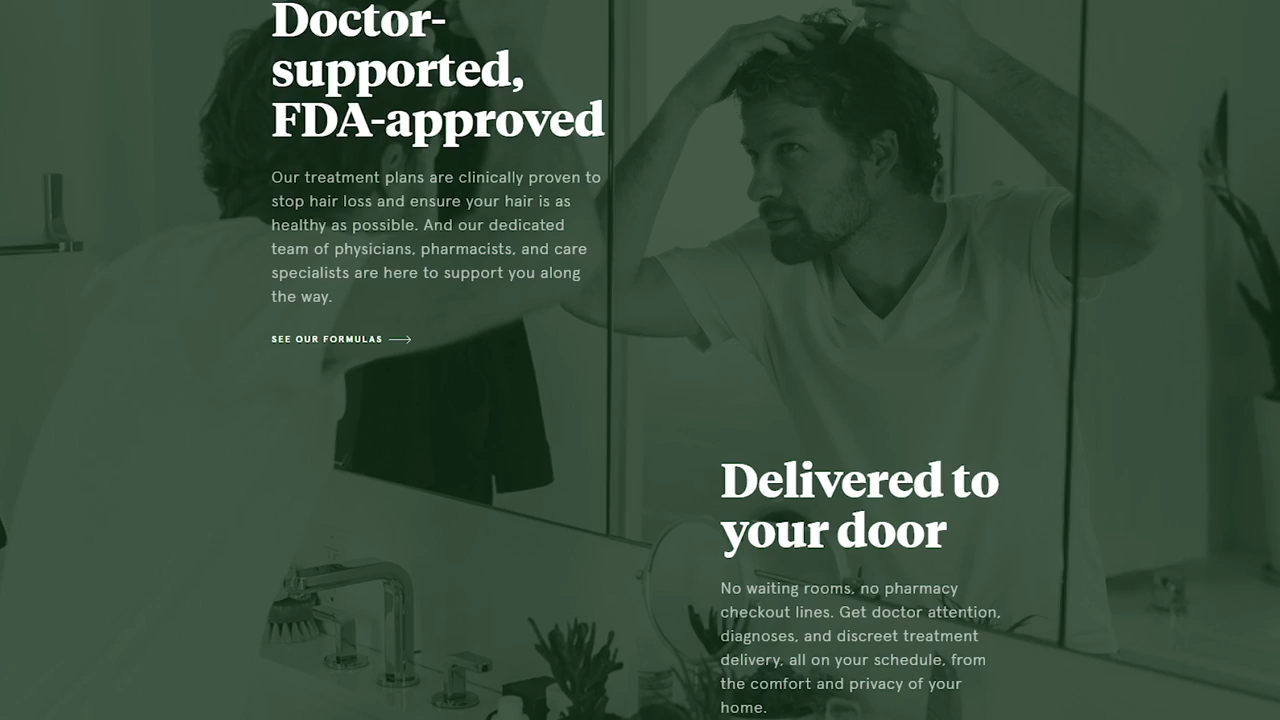 Doctor-
supported,
FDA-approved
Our treatment plans are clinically proven to
stop hair loss and ensure your hair is as
healthy as possible. And our dedicated
team of physicians, pharmacists, and care
specialists are here to support you along
the way.
SEE OUR FORMULAS
Delivered to
your door
No waiting rooms, no pharmacy
checkout lines. Get doctor attention,
diagnoses, and discreet treatment
delivery, all on your schedule, from
the comfort and privacy of your
home.